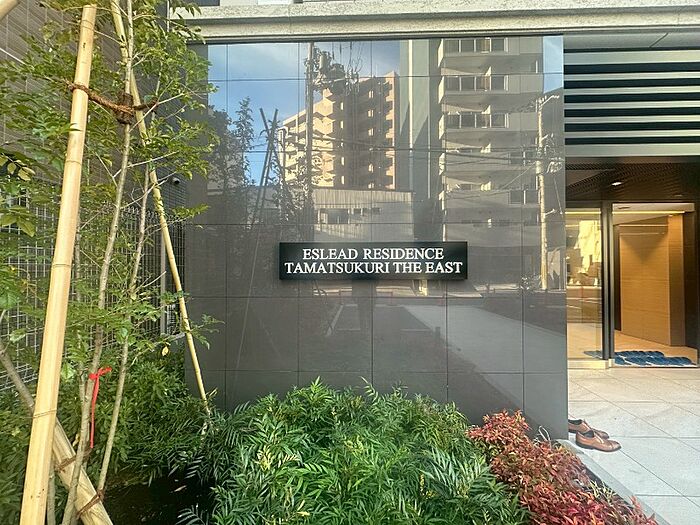 ESLEAD RESIDENCE
TAMATSUKURI THE EAST